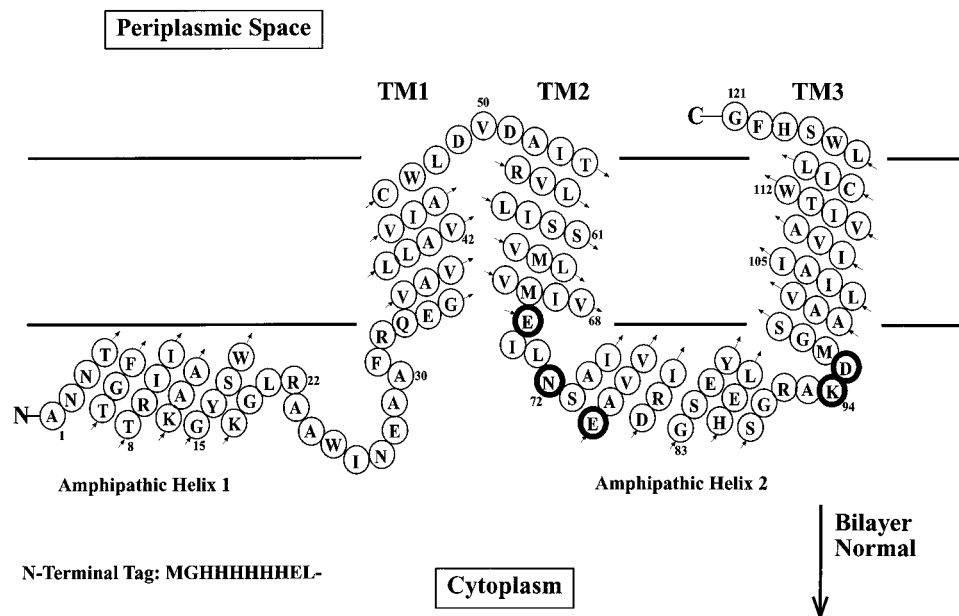 Periplasmic Space
TM1
TM2
TM3
50
121
C W L D V D A I T
C G F H S W L
V I A
L L A V
42
V A V
R Q E G
R V L
L I S S
61
V M L
V M I V
68
E
L I C
112
W T I V
A V I
105
I A I L
V A A
S G M D K
94
N A N N T
1
T G F
T R I I
8
K A A
G Y S W
15
K G L R
22
A A W I N E A A F
30
I L N
72
S A I
E A V V
D R I
G S E Y
83
H E L
S G R A
Amphipathic Helix 1
Amphipathic Helix 2
Bilayer
Normal
N-Terminal Tag: MGHHHHHHEL-
Cytoplasm